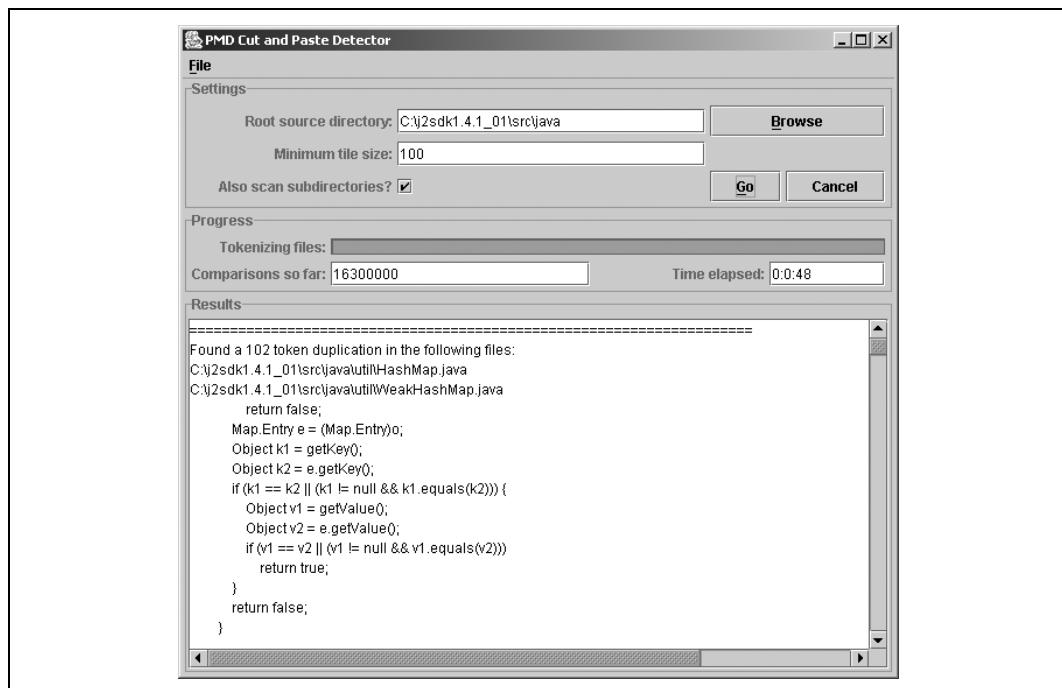 PMD Cut and Paste Detector
File
Settings
Root source directory: C:\j2sdk1.4.1_01\src\java Browse
Minimum tile size: 100
Also scan subdirectories? Go Cancel
Progress
Tokenizing files:
Comparisons so far: 16300000 Time elapsed: 0:0:48
Results
=====================================================================
Found a 102 token duplication in the following files:
C:\j2sdk1.4.1_01\src\java\util\HashMap.java
C:\j2sdk1.4.1_01\src\java\util\WeakHashMap.java
return false;
Map.Entry e = (Map.Entry)o;
Object k1 = getKey();
Object k2 = e.getKey();
if (k1 == k2 || (k1 != null && k1.equals(k2))) {
Object v1 = getValue();
Object v2 = e.getValue();
if (v1 == v2 || (v1 != null && v1.equals(v2)))
return true;
}
return false;
}